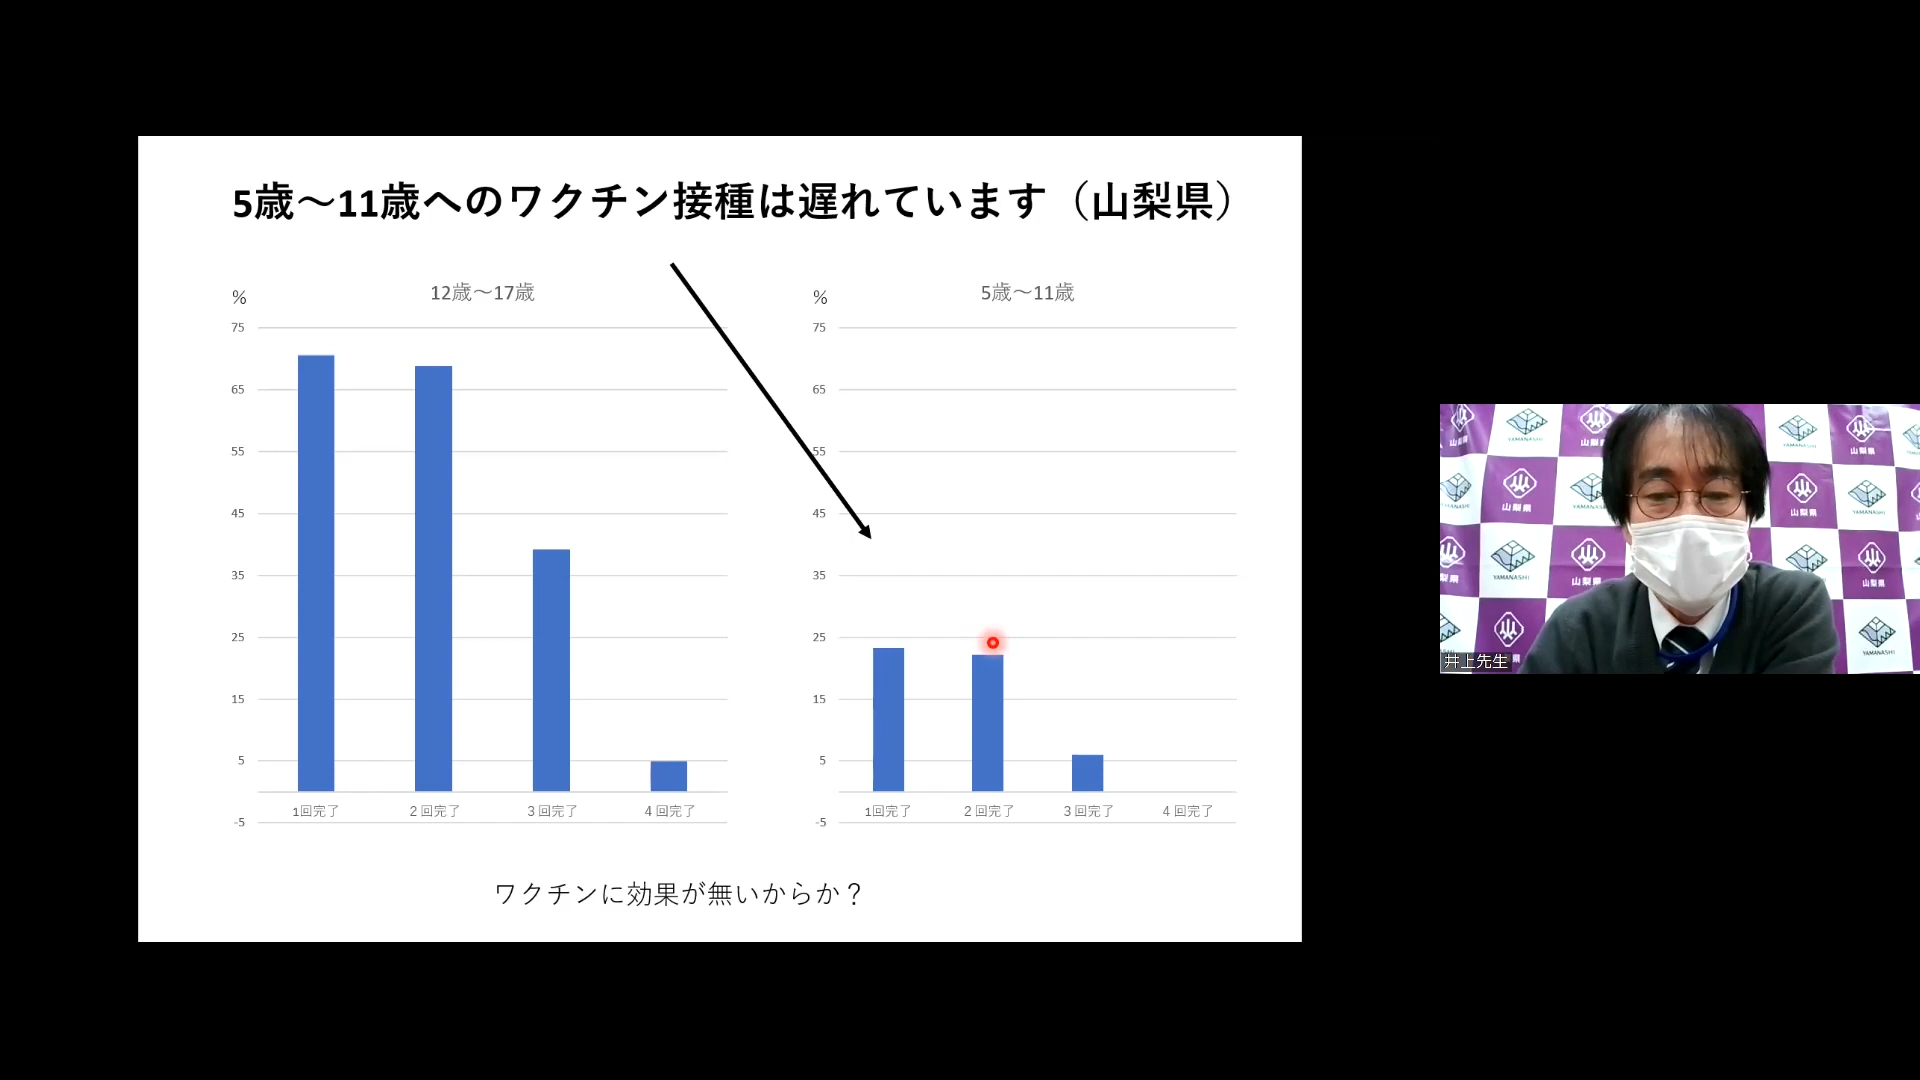 5歳～11歳へのワクチン接種は遅れています（山梨県）
%
12歳～17歳
75
65
55
45
35
25
15
5
-5
1回完了
2回完了
3回完了
4回完了
%
5歳～11歳
75
65
55
45
35
25
15
5
-5
1回完了
2回完了
3回完了
4回完了
ワクチンに効果が無いからか？
YAMANASHI
山梨県
井上先生